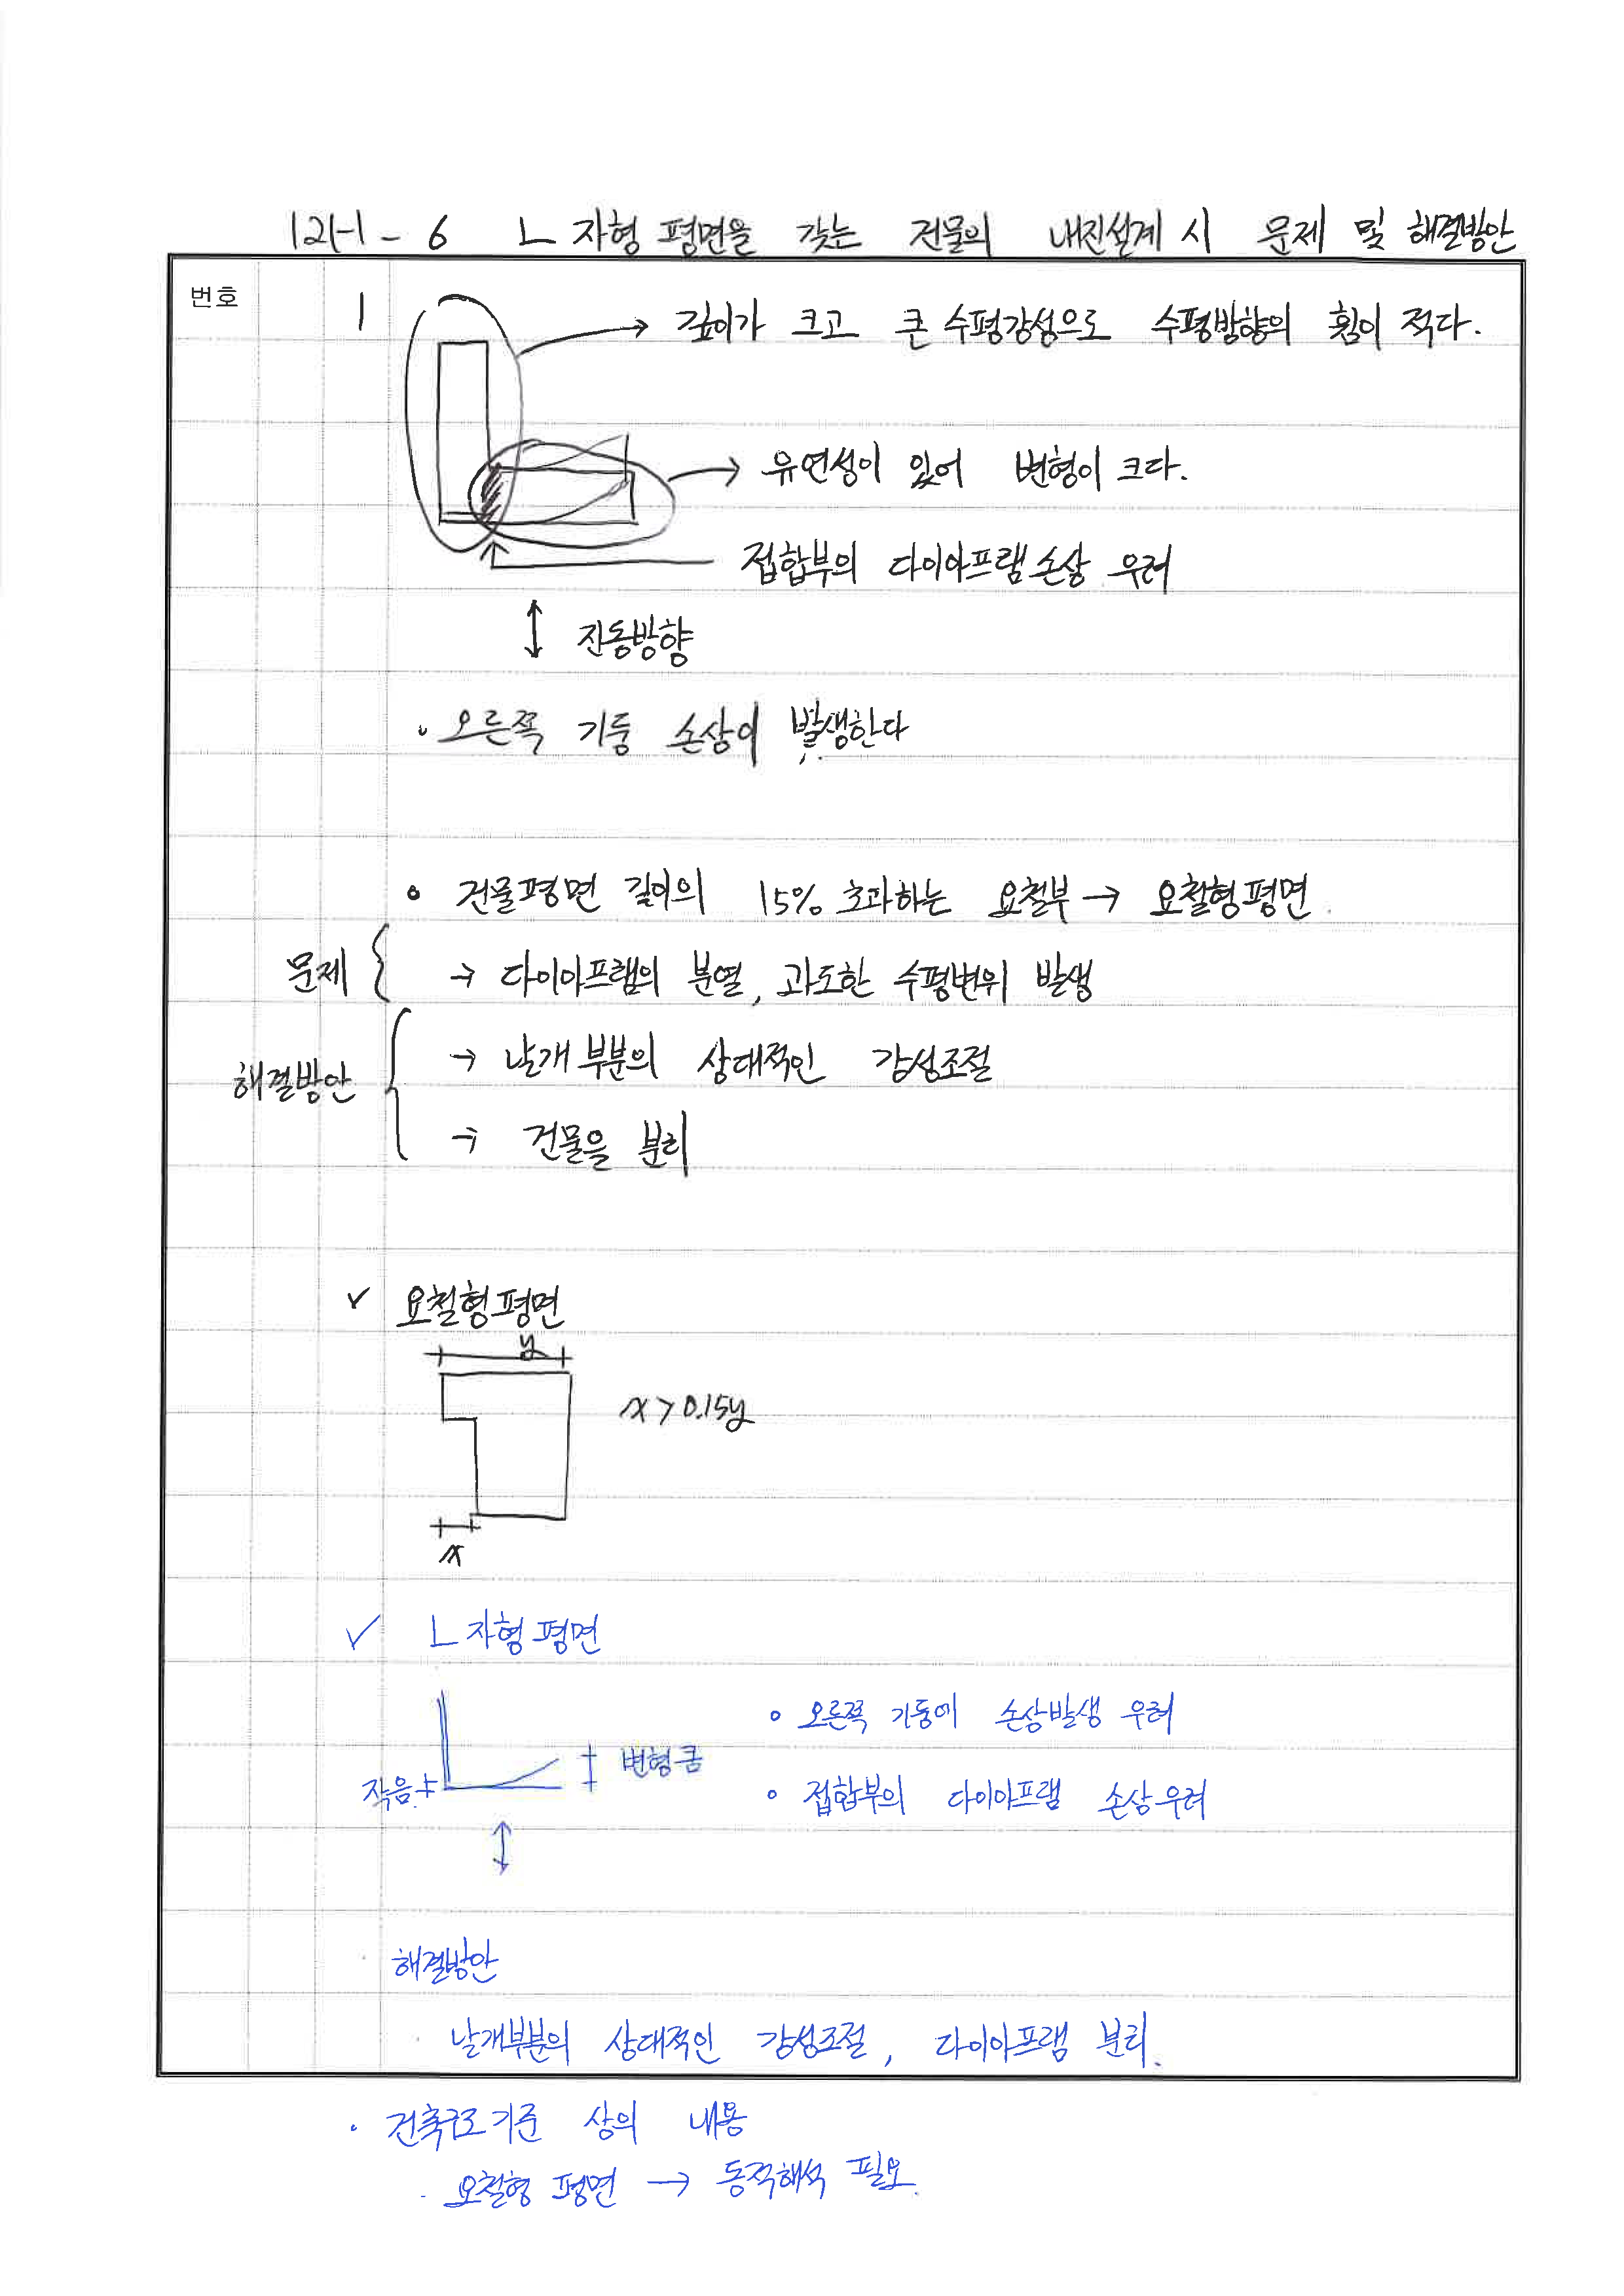 121-1-6 ㄴ자형 평면을 갖는 건물의 내진설계 시 문제 및 해결방안
번호
1
깊이가 크고 큰 수평강성으로 수평방향의 휨이 적다.
유연성이 있어 변형이 크다.
접합부의 다이아프램 손상 우려
진동방향
· 오른쪽 기둥 손상이 발생한다
∘ 건물평면 길이의 15% 초과하는 요철부 → 요철형평면.
문제 { → 다이아프램의 분열, 과도한 수평변위 발생
해결방안 { → 날개부분의 상대적인 강성조절
→ 건물을 분리
✓ 요철형평면
y
x > 0.15y
x
✓ ㄴ자형평면
∘ 오른쪽 기둥에 손상발생 우려
변형큼
작음
∘ 접합부의 다이아프램 손상우려
· 해결방안
· 날개부분의 상대적인 강성조절, 다이아프램 분리.
· 건축구조기준 상의 내용
· 요철형 평면 → 동적해석 필요.